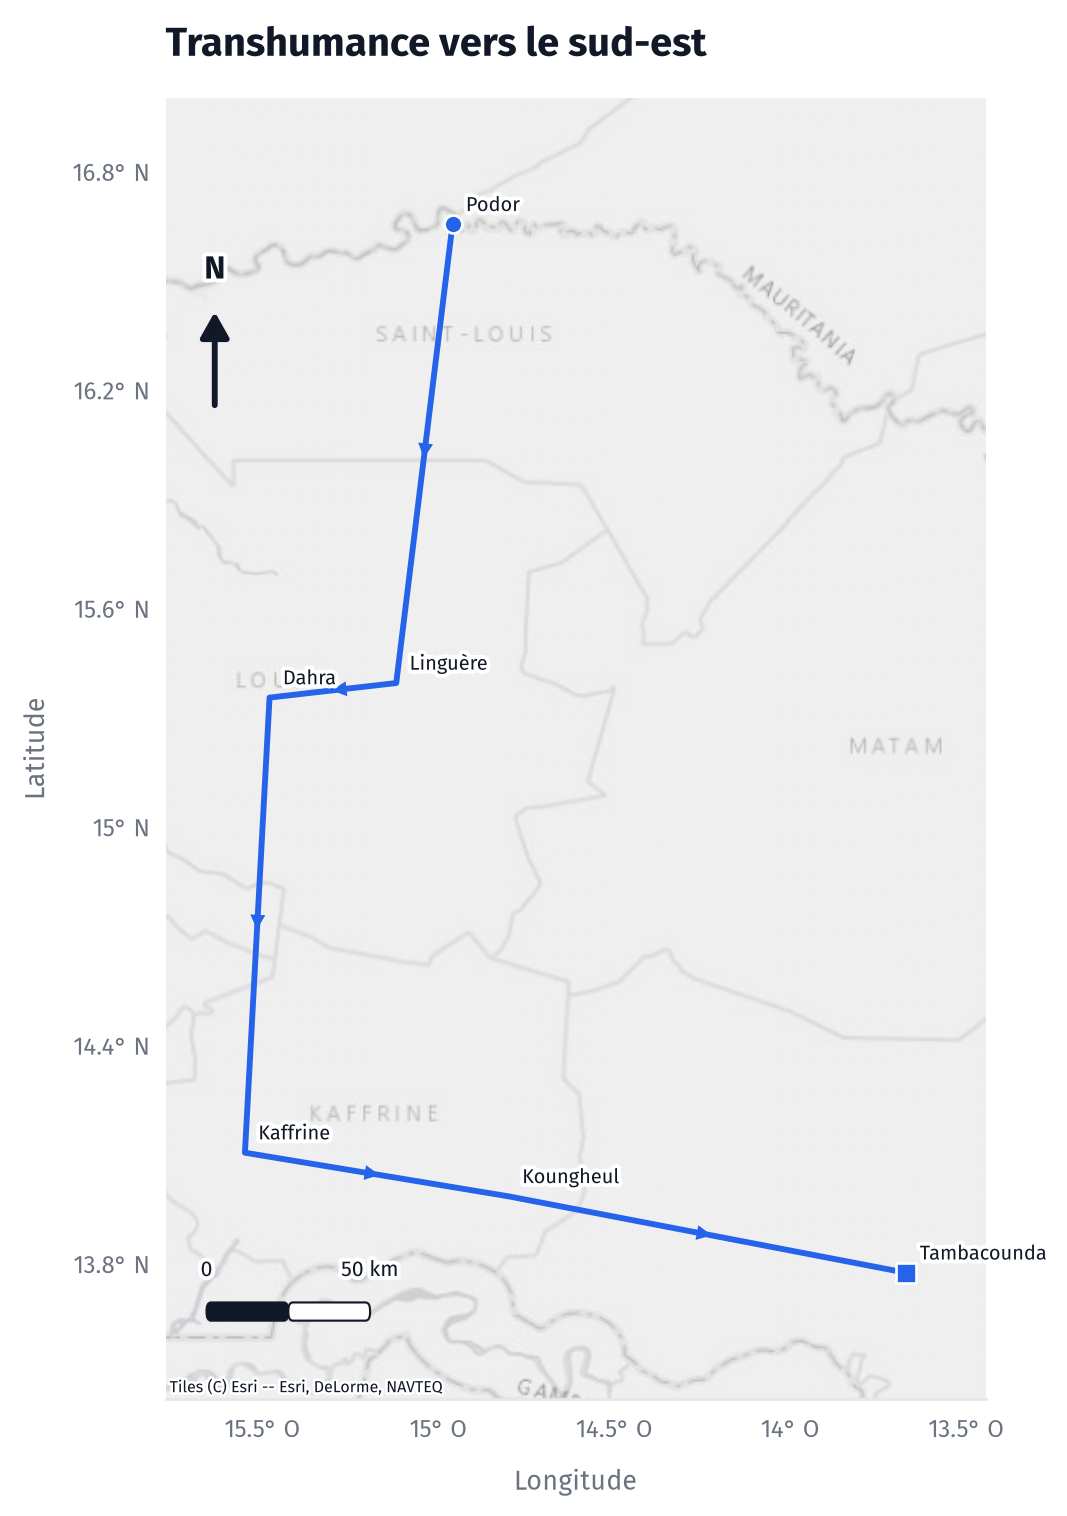 Transhumance vers le sud-est
16.8° N
Podor
N
MAURITANIA
SAINT-LOUIS
16.2° N
15.6° N
Linguère
Dahra
MATAM
Latitude
15° N
14.4° N
KAFFRINE
Kaffrine
Koungheul
Tambacounda
13.8° N
0
50 km
Tiles (C) Esri -- Esri, DeLorme, NAVTEQ
15.5° O
15° O
14.5° O
14° O
13.5° O
Longitude